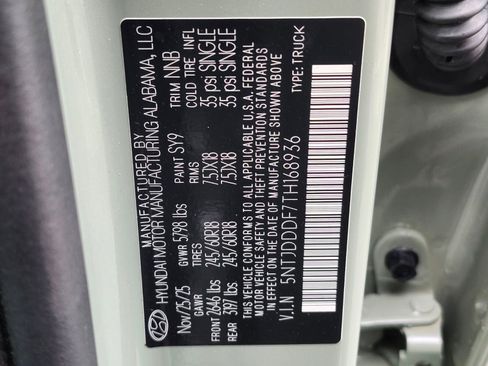 MANUFACTURED BY
HYUNDAI MOTOR MANUFACTURING ALABAMA, LLC
Nov/25/25 GVWR 5798 lbs PAINT SY9 TRIM NNB
GAWR TIRES RIMS COLD TIRE INFL
FRONT 2646 lbs 245/60R18 7.5JX18 35 psi SINGLE
REAR 3197 lbs 245/60R18 7.5JX18 35 psi SINGLE
THIS VEHICLE CONFORMS TO ALL APPLICABLE U.S.A. FEDERAL
MOTOR VEHICLE SAFETY, BUMPER, AND THEFT PREVENTION STANDARDS
IN EFFECT ON THE DATE OF MANUFACTURE SHOWN ABOVE.
V.I.N 5NTJDDDF7TH168936 TYPE:TRUCK